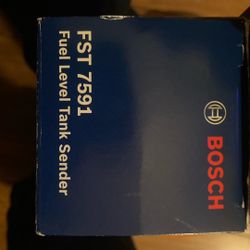 FST 7591
Fuel Level Tank Sender
BOSCH